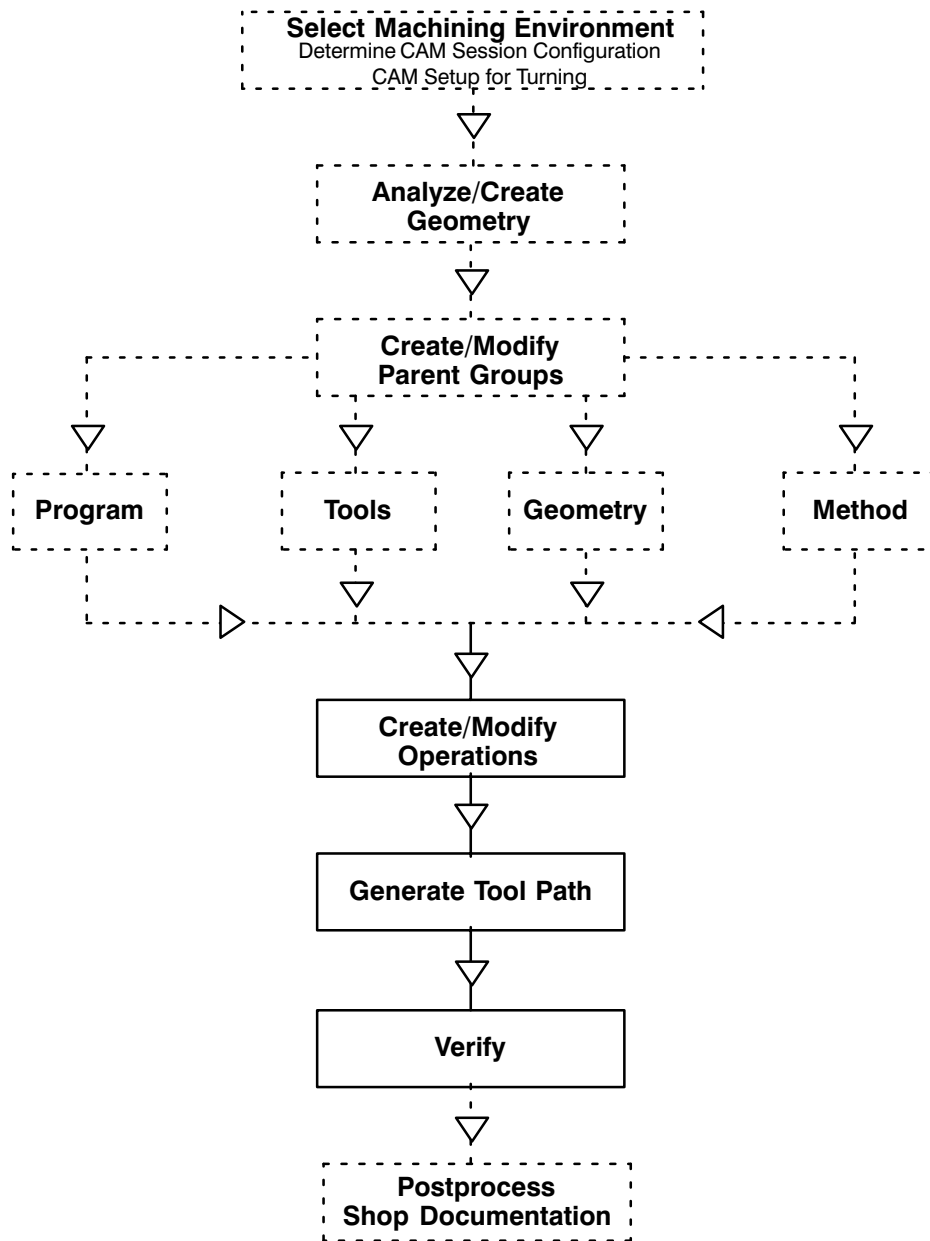 Select Machining Environment
Determine CAM Session Configuration
CAM Setup for Turning
Analyze/Create
Geometry
Create/Modify
Parent Groups
Program
Tools
Geometry
Method
Create/Modify
Operations
Generate Tool Path
Verify
Postprocess
Shop Documentation